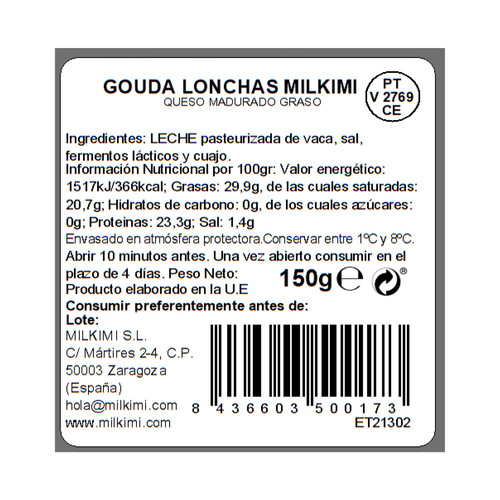 GOUDA LONCHAS MILKIMI
QUESO MADURADO GRASO
PT
V 2769
CE
Ingredientes: LECHE pasteurizada de vaca, sal,
fermentos lácticos y cuajo.
Información Nutricional por 100gr: Valor energético:
1517kJ/366kcal; Grasas: 29,9g, de las cuales saturadas:
20,7g; Hidratos de carbono: 0g, de los cuales azúcares:
0g; Proteinas: 23,3g; Sal: 1,4g
Envasado en atmósfera protectora.Conservar entre 1ºC y 8ºC.
Abrir 10 minutos antes. Una vez abierto consumir en el
plazo de 4 días. Peso Neto: 150g℮ ®
Producto elaborado en la U.E
Consumir preferentemente antes de:
Lote:
MILKIMI S.L.
C/ Mártires 2-4, C.P.
50003 Zaragoza
(España)
hola@milkimi.com
www.milkimi.com
8 436603 500173
ET21302